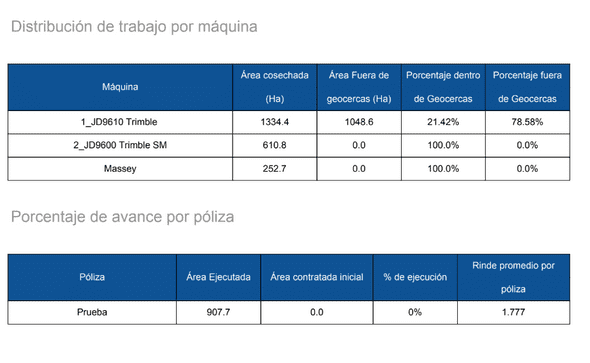 Distribución de trabajo por máquina
Máquina Área cosechada (Ha) Área Fuera de geocercas (Ha) Porcentaje dentro de Geocercas Porcentaje fuera de Geocercas
1_JD9610 Trimble 1334.4 1048.6 21.42% 78.58%
2_JD9600 Trimble SM 610.8 0.0 100.0% 0.0%
Massey 252.7 0.0 100.0% 0.0%
Porcentaje de avance por póliza
Póliza Área Ejecutada Área contratada inicial % de ejecución Rinde promedio por póliza
Prueba 907.7 0.0 0% 1.777